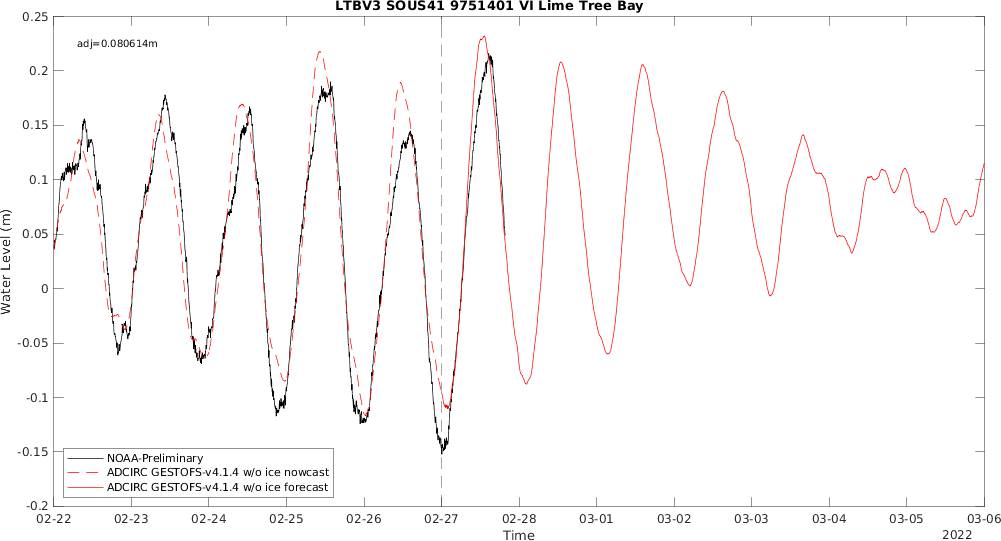 LTBV3 SOUS41 9751401 VI Lime Tree Bay
adj=0.080614m
0.25
0.2
0.15
0.1
0.05
0
-0.05
-0.1
-0.15
-0.2
Water Level (m)
NOAA-Preliminary
ADCIRC GESTOFS-v4.1.4 w/o ice nowcast
ADCIRC GESTOFS-v4.1.4 w/o ice forecast
02-22 02-23 02-24 02-25 02-26 02-27 02-28 03-01 03-02 03-03 03-04 03-05 03-06
Time
2022